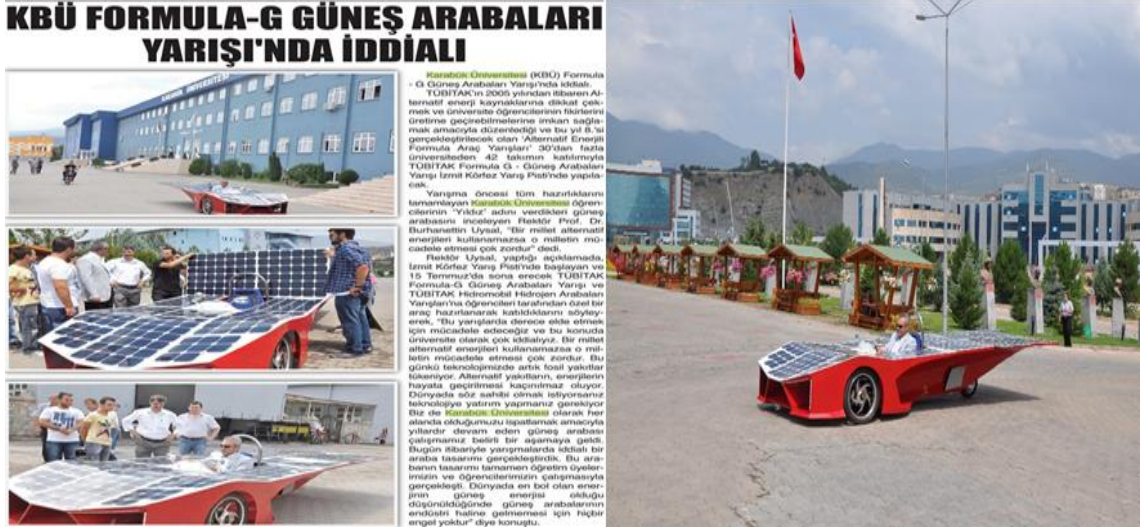 KBÜ FORMULA-G GÜNEŞ ARABALARI
YARIŞI'NDA İDDİALI
KARABÜK ÜNİVERSİTESİ
Karabük Üniversitesi (KBÜ) Formula
- G Güneş Arabaları Yarışı'nda iddialı.
TÜBİTAK'ın 2005 yılından itibaren Al-
ternatif enerji kaynaklarına dikkat çek-
mek ve üniversite öğrencilerinin fikirlerini
üretime geçirebilmelerine imkan sağla-
mak amacıyla düzenlediği ve bu yıl 8.'si
gerçekleştirilecek olan 'Alternatif Enerjili
Formula Araç Yarışları' 30'dan fazla
üniversiteden 42 takımın katılımıyla
TÜBİTAK Formula G - Güneş Arabaları
Yarışı İzmit Körfez Yarış Pisti'nde yapıla-
cak.
Yarışma öncesi tüm hazırlıklarını
tamamlayan Karabük Üniversitesi öğren-
cilerinin 'Yıldız' adını verdikleri güneş
arabasını inceleyen Rektör Prof. Dr.
Burhanettin Uysal, "Bir millet alternatif
enerjileri kullanamazsa o milletin mü-
cadele etmesi çok zordur" dedi.
Rektör Uysal, yaptığı açıklamada,
İzmit Körfez Yarış Pisti'nde başlayan ve
15 Temmuz'da sona erecek TÜBİTAK
Formula-G Güneş Arabaları Yarışı ve
TÜBİTAK Hidromobil Hidrojen Arabaları
Yarışları'na öğrencileri tarafından özel bir
araç hazırlanarak katıldıklarını söyley-
erek, "Bu yarışlarda derece elde etmek
için mücadele edeceğiz ve bu konuda
üniversite olarak çok iddialıyız. Bir millet
alternatif enerjileri kullanamazsa o mil-
letin mücadele etmesi çok zordur. Bu
günkü teknolojimizde artık fosil yakıtlar
tükeniyor. Alternatif yakıtların, enerjilerin
hayata geçirilmesi kaçınılmaz oluyor.
Dünyada söz sahibi olmak istiyorsanız
teknolojiye yatırım yapmanız gerekiyor
Biz de Karabük Üniversitesi olarak her
alanda olduğumuzu ispatlamak amacıyla
yıllardır devam eden güneş arabası
çalışmamız belirli bir aşamaya geldi.
Bugün itibariyle yarışmalarda iddialı bir
araba tasarımı gerçekleştirdik. Bu ara-
banın tasarımı tamamen öğretim üyeler-
imizin ve öğrencilerimizin çalışmasıyla
gerçekleşti. Dünyada en bol olan ener-
jinin güneş enerjisi olduğu
düşünüldüğünde güneş arabalarının
endüstri haline gelmemesi için hiçbir
engel yoktur" diye konuştu.